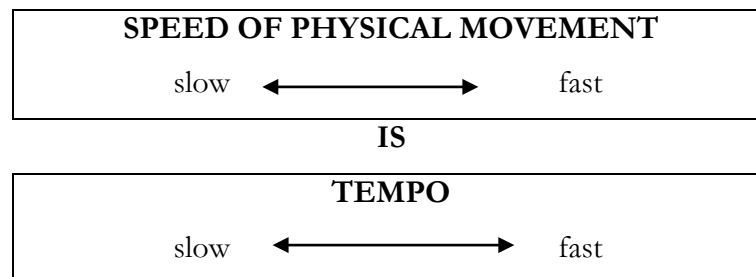 SPEED OF PHYSICAL MOVEMENT
slow fast
IS
TEMPO
slow fast